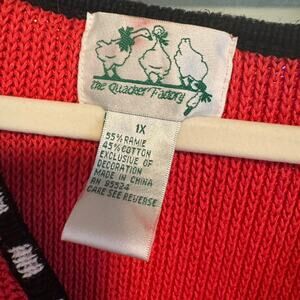 the Quacker Factory
1X
55% RAMIE
45% COTTON
EXCLUSIVE OF
DECORATION
MADE IN CHINA
RN 95524
CARE SEE REVERSE